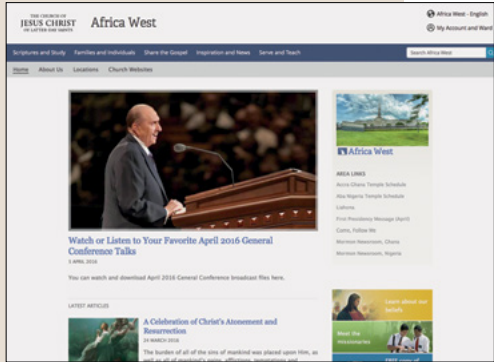 THE CHURCH OF
JESUS CHRIST
OF LATTER-DAY SAINTS
Africa West
Africa West - English
My Account and Ward
Scriptures and Study Families and Individuals Share the Gospel Inspiration and News Serve and Teach
Search Africa West
Home About Us Locations Church Websites
Africa West
AREA LINKS
Accra Ghana Temple Schedule
Aba Nigeria Temple Schedule
Liahona
First Presidency Message (April)
Come, Follow Me
Mormon Newsroom, Ghana
Mormon Newsroom, Nigeria
Watch or Listen to Your Favorite April 2016 General
Conference Talks
5 APRIL 2016
You can watch and download April 2016 General Conference broadcast files here.
LATEST ARTICLES
A Celebration of Christ's Atonement and
Resurrection
24 MARCH 2016
The burden of all of the sins of mankind was placed upon Him, as
Learn about our
beliefs
Meet the
missionaries
FREE copy of